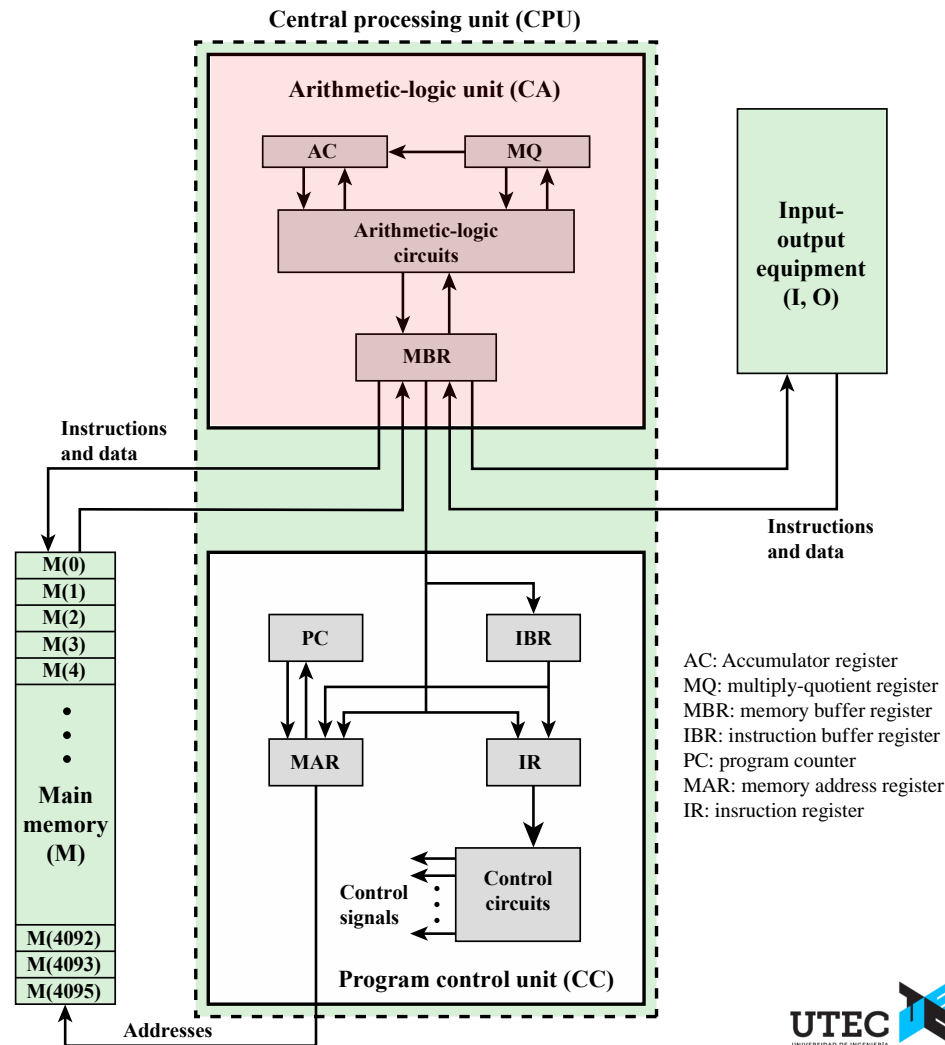 Central processing unit (CPU)
Arithmetic-logic unit (CA)
AC
MQ
Arithmetic-logic
circuits
MBR
Input-
output
equipment
(I, O)
Instructions
and data
Instructions
and data
M(0)
M(1)
M(2)
M(3)
M(4)
Main
memory
(M)
M(4092)
M(4093)
M(4095)
PC
IBR
MAR
IR
Control
signals
Control
circuits
Program control unit (CC)
Addresses
AC: Accumulator register
MQ: multiply-quotient register
MBR: memory buffer register
IBR: instruction buffer register
PC: program counter
MAR: memory address register
IR: insruction register
UTEC
UNIVERSIDAD DE INGENIERÍA